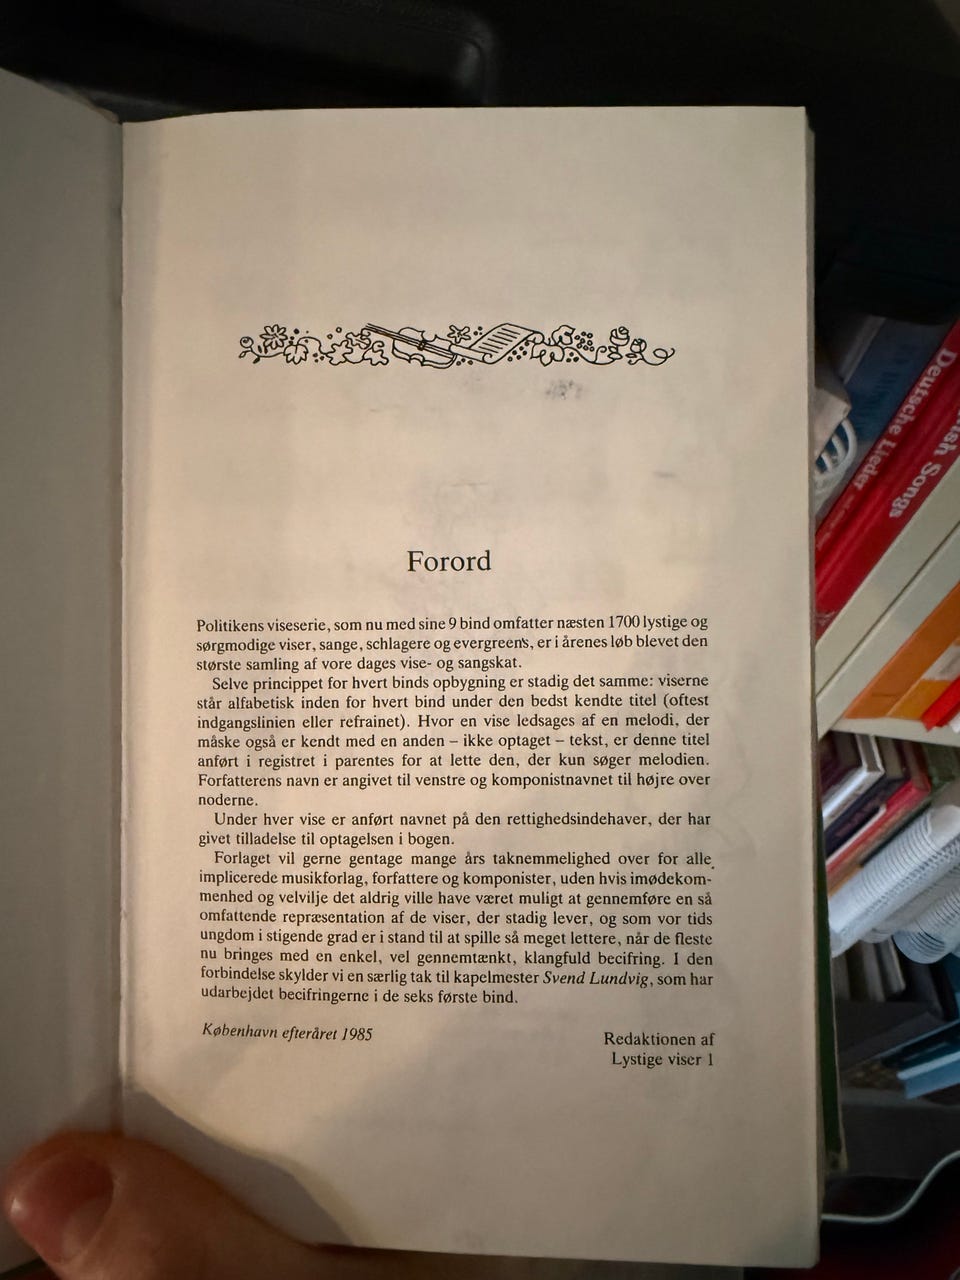 Forord
Politikens viseserie, som nu med sine 9 bind omfatter næsten 1700 lystige og
sørgmodige viser, sange, schlagere og evergreens, er i årenes løb blevet den
største samling af vore dages vise- og sangskat.
Selve princippet for hvert binds opbygning er stadig det samme: viserne
står alfabetisk inden for hvert bind under den bedst kendte titel (oftest
indgangslinien eller refrainet). Hvor en vise ledsages af en melodi, der
måske også er kendt med en anden – ikke optaget – tekst, er denne titel
anført i registret i parentes for at lette den, der kun søger melodien.
Forfatterens navn er angivet til venstre og komponistnavnet til højre over
noderne.
Under hver vise er anført navnet på den rettighedsindehaver, der har
givet tilladelse til optagelsen i bogen.
Forlaget vil gerne gentage mange års taknemmelighed over for alle
implicerede musikforlag, forfattere og komponister, uden hvis imødekom-
menhed og velvilje det aldrig ville have været muligt at gennemføre en så
omfattende repræsentation af de viser, der stadig lever, og som vor tids
ungdom i stigende grad er i stand til at spille så meget lettere, når de fleste
nu bringes med en enkel, vel gennemtænkt, klangfuld becifring. I den
forbindelse skylder vi en særlig tak til kapelmester Svend Lundvig, som har
udarbejdet becifringerne i de seks første bind.
København efteråret 1985
Redaktionen af
Lystige viser 1
Deutsche Lieder
Songs